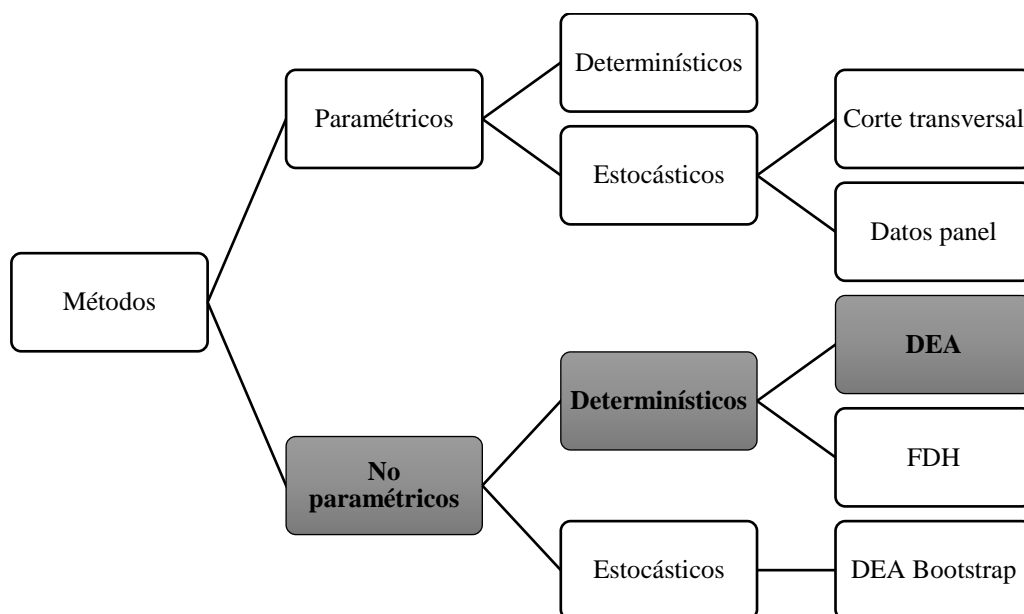 Determinísticos
Paramétricos
Corte transversal
Estocásticos
Datos panel
Métodos
DEA
Determinísticos
FDH
No
paramétricos
Estocásticos
DEA Bootstrap